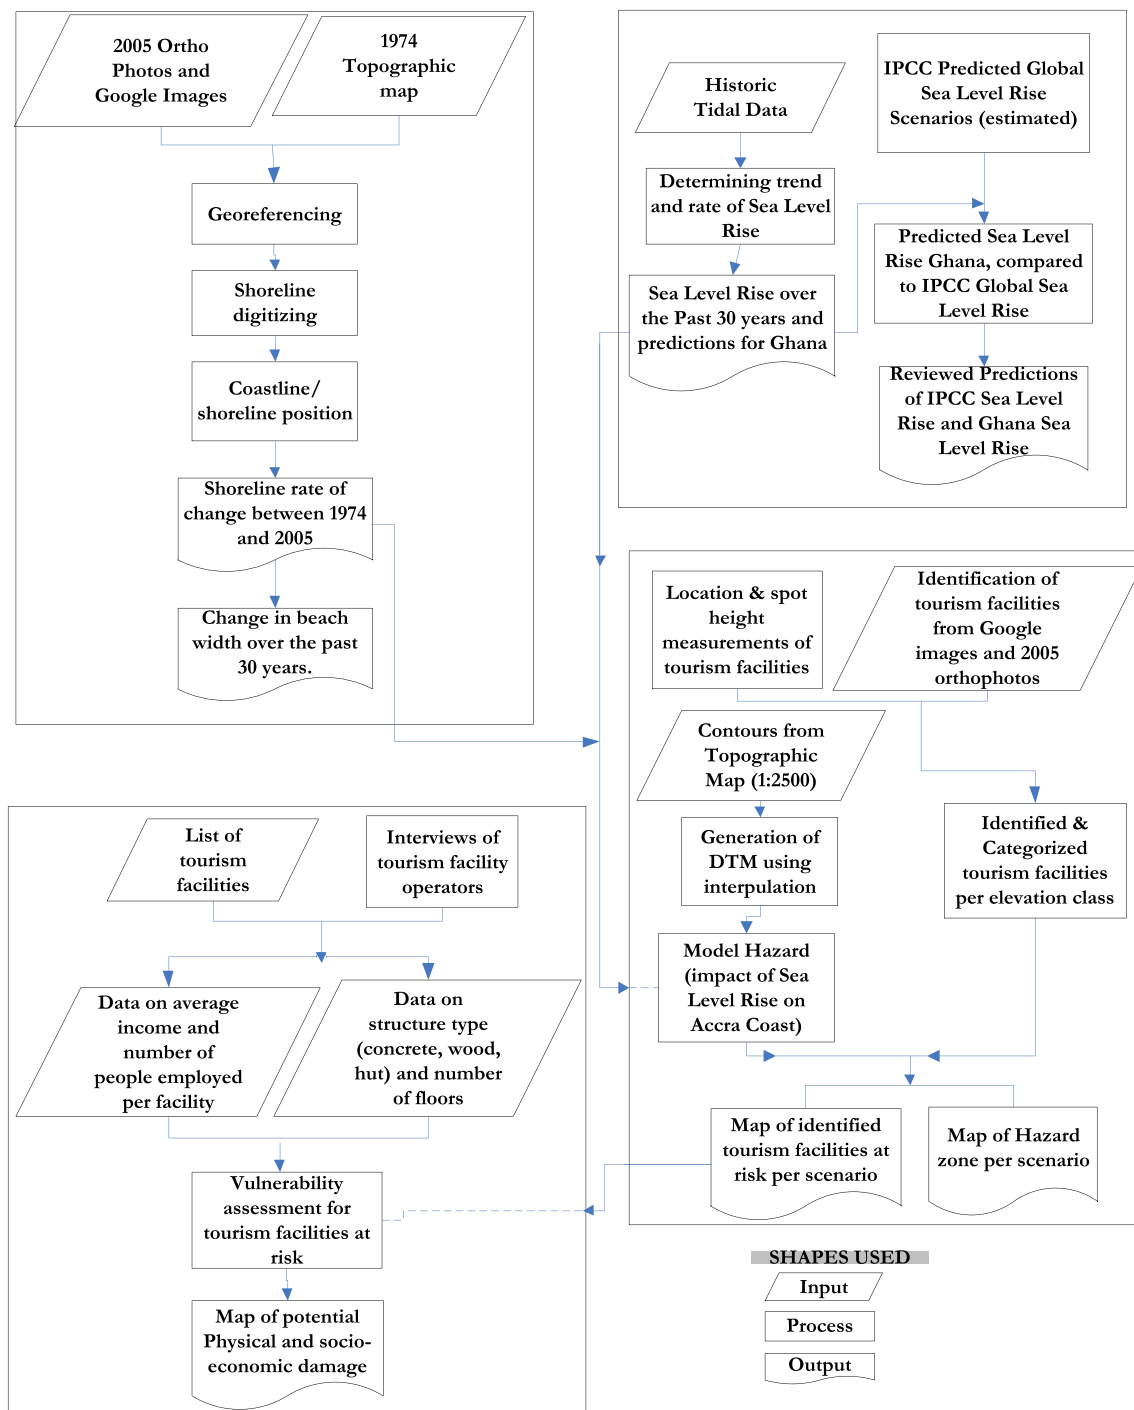 2005 Ortho
Photos and
Google Images
1974
Topographic
map
Georeferencing
Shoreline
digitizing
Coastline/
shoreline position
Shoreline rate of
change between 1974
and 2005
Change in beach
width over the past
30 years.
Historic
Tidal Data
IPCC Predicted Global
Sea Level Rise
Scenarios (estimated)
Determining trend
and rate of Sea Level
Rise
Sea Level Rise over
the Past 30 years and
predictions for Ghana
Predicted Sea Level
Rise Ghana, compared
to IPCC Global Sea
Level Rise
Reviewed Predictions
of IPCC Sea Level
Rise and Ghana Sea
Level Rise
Location & spot
height
measurements of
tourism facilities
Identification of
tourism facilities
from Google
images and 2005
orthophotos
Contours from
Topographic
Map (1:2500)
Generation of
DTM using
interpulation
Identified &
Categorized
tourism facilities
per elevation class
Model Hazard
(impact of Sea
Level Rise on
Accra Coast)
Map of identified
tourism facilities at
risk per scenario
Map of Hazard
zone per scenario
List of
tourism
facilities
Interviews of
tourism facility
operators
Data on average
income and
number of
people employed
per facility
Data on
structure type
(concrete, wood,
hut) and number
of floors
Vulnerability
assessment for
tourism facilities at
risk
Map of potential
Physical and socio-
economic damage
SHAPES USED
Input
Process
Output